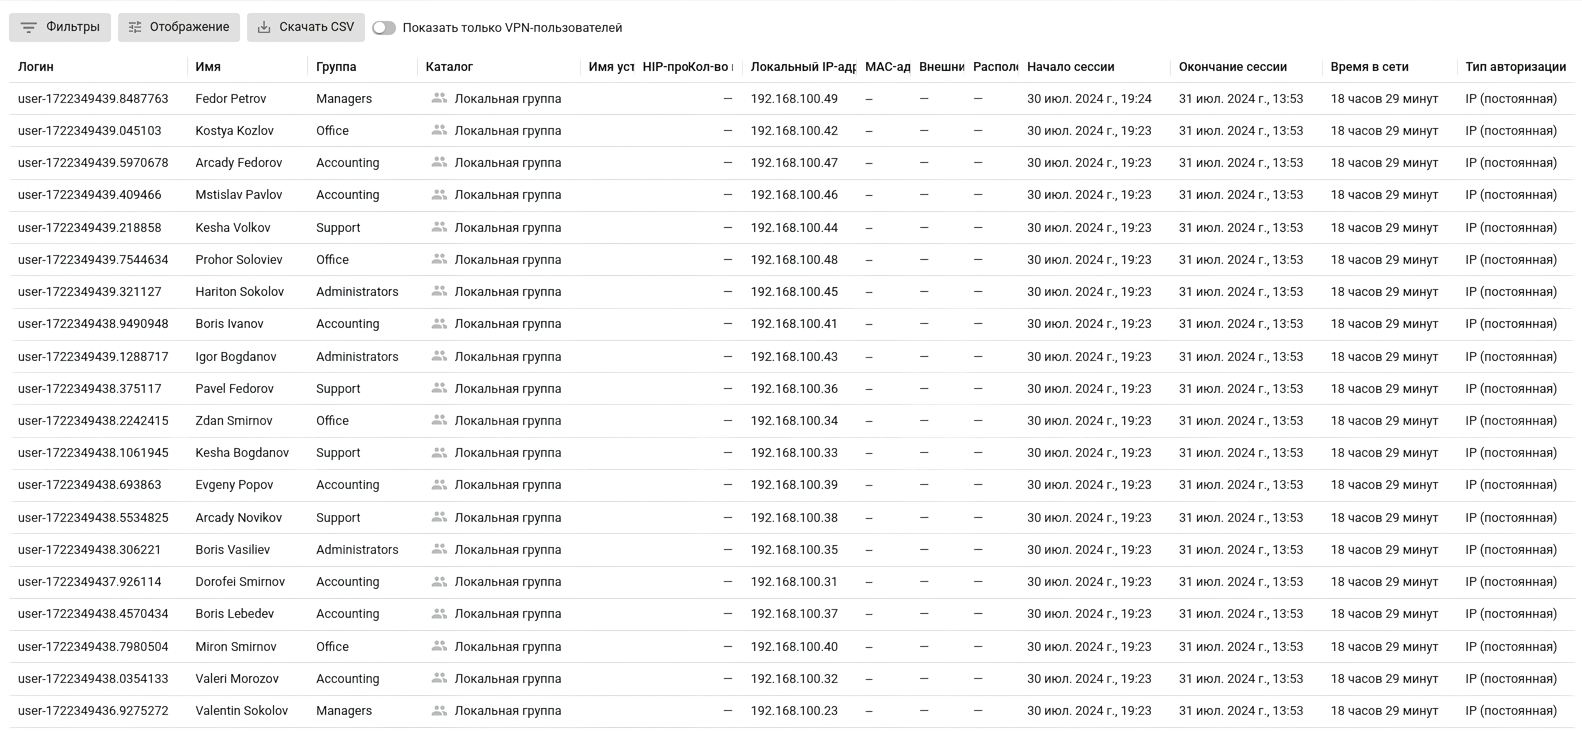 Фильтры Отображение Скачать CSV Показать только VPN-пользователей
Логин Имя Группа Каталог Имя уст HIP-про Кол-во Локальный IP-адр MAC-ад Внешни Распол Начало сессии Окончание сессии Время в сети Тип авторизации
user-1722349439.8487763 Fedor Petrov Managers Локальная группа — 192.168.100.49 – — — 30 июл. 2024 г., 19:24 31 июл. 2024 г., 13:53 18 часов 29 минут IP (постоянная)
user-1722349439.045103 Kostya Kozlov Office Локальная группа — 192.168.100.42 – — — 30 июл. 2024 г., 19:23 31 июл. 2024 г., 13:53 18 часов 29 минут IP (постоянная)
user-1722349439.5970678 Arcady Fedorov Accounting Локальная группа — 192.168.100.47 – — — 30 июл. 2024 г., 19:23 31 июл. 2024 г., 13:53 18 часов 29 минут IP (постоянная)
user-1722349439.409466 Mstislav Pavlov Accounting Локальная группа — 192.168.100.46 – — — 30 июл. 2024 г., 19:23 31 июл. 2024 г., 13:53 18 часов 29 минут IP (постоянная)
user-1722349439.218858 Kesha Volkov Support Локальная группа — 192.168.100.44 – — — 30 июл. 2024 г., 19:23 31 июл. 2024 г., 13:53 18 часов 29 минут IP (постоянная)
user-1722349439.7544634 Prohor Soloviev Office Локальная группа — 192.168.100.48 – — — 30 июл. 2024 г., 19:23 31 июл. 2024 г., 13:53 18 часов 29 минут IP (постоянная)
user-1722349439.321127 Hariton Sokolov Administrators Локальная группа — 192.168.100.45 – — — 30 июл. 2024 г., 19:23 31 июл. 2024 г., 13:53 18 часов 29 минут IP (постоянная)
user-1722349438.9490948 Boris Ivanov Accounting Локальная группа — 192.168.100.41 – — — 30 июл. 2024 г., 19:23 31 июл. 2024 г., 13:53 18 часов 29 минут IP (постоянная)
user-1722349439.1288717 Igor Bogdanov Administrators Локальная группа — 192.168.100.43 – — — 30 июл. 2024 г., 19:23 31 июл. 2024 г., 13:53 18 часов 29 минут IP (постоянная)
user-1722349438.375117 Pavel Fedorov Support Локальная группа — 192.168.100.36 – — — 30 июл. 2024 г., 19:23 31 июл. 2024 г., 13:53 18 часов 29 минут IP (постоянная)
user-1722349438.2242415 Zdan Smirnov Office Локальная группа — 192.168.100.34 – — — 30 июл. 2024 г., 19:23 31 июл. 2024 г., 13:53 18 часов 29 минут IP (постоянная)
user-1722349438.1061945 Kesha Bogdanov Support Локальная группа — 192.168.100.33 – — — 30 июл. 2024 г., 19:23 31 июл. 2024 г., 13:53 18 часов 29 минут IP (постоянная)
user-1722349438.693863 Evgeny Popov Accounting Локальная группа — 192.168.100.39 – — — 30 июл. 2024 г., 19:23 31 июл. 2024 г., 13:53 18 часов 29 минут IP (постоянная)
user-1722349438.5534825 Arcady Novikov Support Локальная группа — 192.168.100.38 – — — 30 июл. 2024 г., 19:23 31 июл. 2024 г., 13:53 18 часов 29 минут IP (постоянная)
user-1722349438.306221 Boris Vasiliev Administrators Локальная группа — 192.168.100.35 – — — 30 июл. 2024 г., 19:23 31 июл. 2024 г., 13:53 18 часов 29 минут IP (постоянная)
user-1722349437.926114 Dorofei Smirnov Accounting Локальная группа — 192.168.100.31 – — — 30 июл. 2024 г., 19:23 31 июл. 2024 г., 13:53 18 часов 29 минут IP (постоянная)
user-1722349438.4570434 Boris Lebedev Accounting Локальная группа — 192.168.100.37 – — — 30 июл. 2024 г., 19:23 31 июл. 2024 г., 13:53 18 часов 29 минут IP (постоянная)
user-1722349438.7980504 Miron Smirnov Office Локальная группа — 192.168.100.40 – — — 30 июл. 2024 г., 19:23 31 июл. 2024 г., 13:53 18 часов 29 минут IP (постоянная)
user-1722349438.0354133 Valeri Morozov Accounting Локальная группа — 192.168.100.32 – — — 30 июл. 2024 г., 19:23 31 июл. 2024 г., 13:53 18 часов 29 минут IP (постоянная)
user-1722349436.9275272 Valentin Sokolov Managers Локальная группа — 192.168.100.23 – — — 30 июл. 2024 г., 19:23 31 июл. 2024 г., 13:53 18 часов 29 минут IP (постоянная)